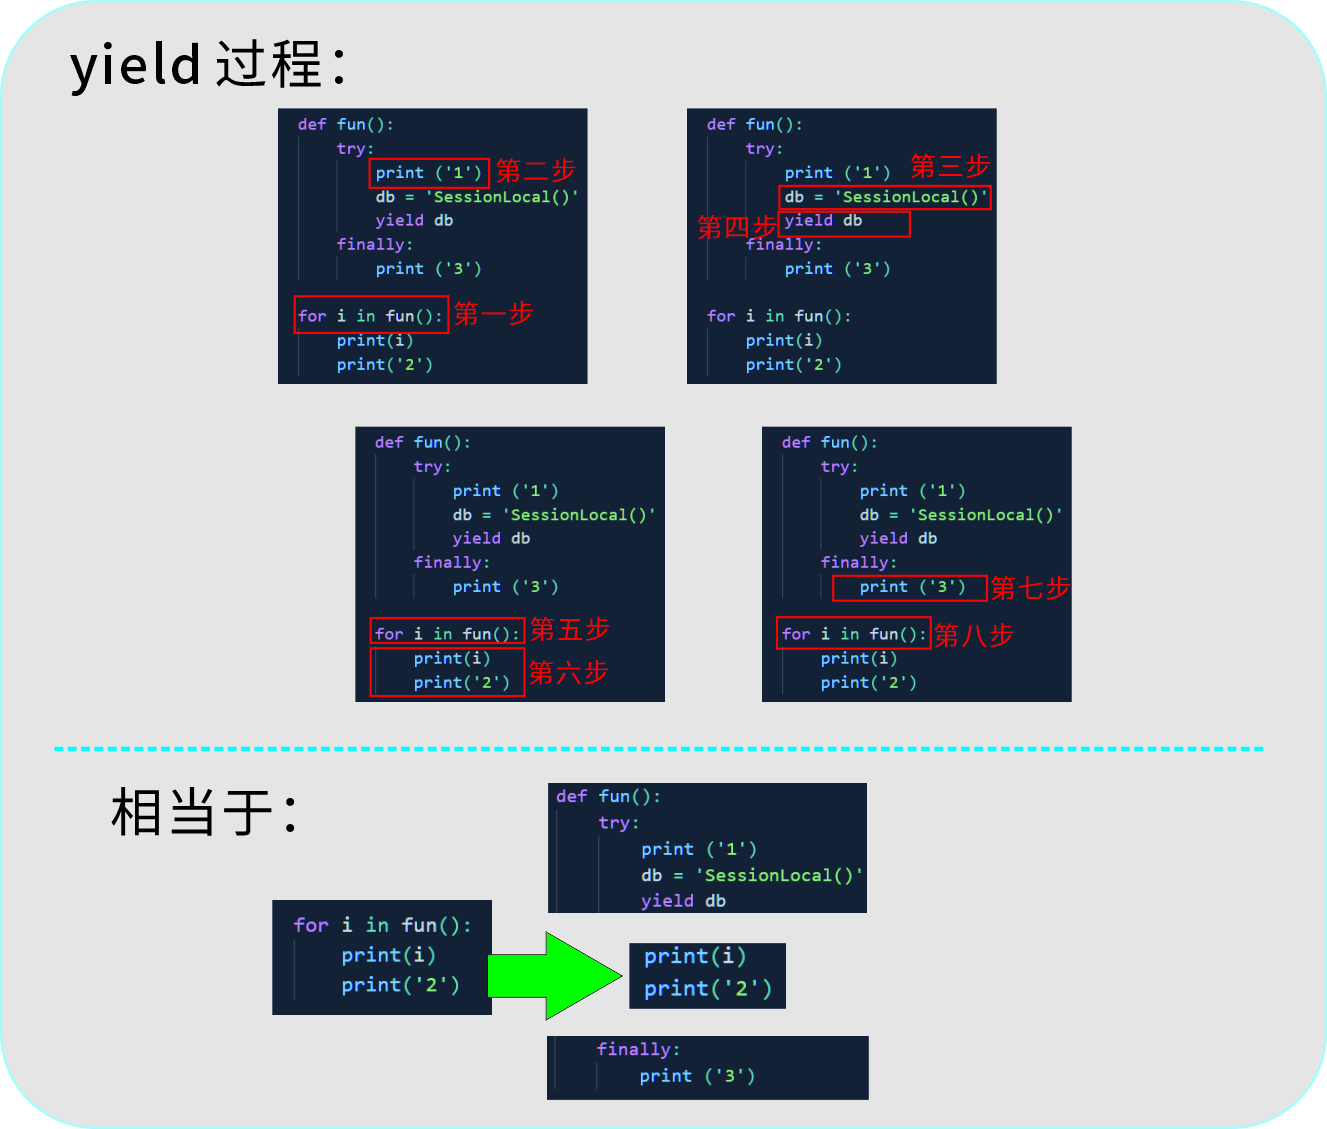 yield 过程：
def fun():
try:
print ('1') 第二步
db = 'SessionLocal()'
yield db
finally:
print ('3')
for i in fun(): 第一步
print(i)
print('2')
def fun():
try:
print ('1') 第三步
db = 'SessionLocal()'
第四步 yield db
finally:
print ('3')
for i in fun():
print(i)
print('2')
def fun():
try:
print ('1')
db = 'SessionLocal()'
yield db
finally:
print ('3')
for i in fun(): 第五步
print(i)
print('2') 第六步
def fun():
try:
print ('1')
db = 'SessionLocal()'
yield db
finally:
print ('3') 第七步
for i in fun(): 第八步
print(i)
print('2')
相当于：
for i in fun():
print(i)
print('2')
def fun():
try:
print ('1')
db = 'SessionLocal()'
yield db
print(i)
print('2')
finally:
print ('3')